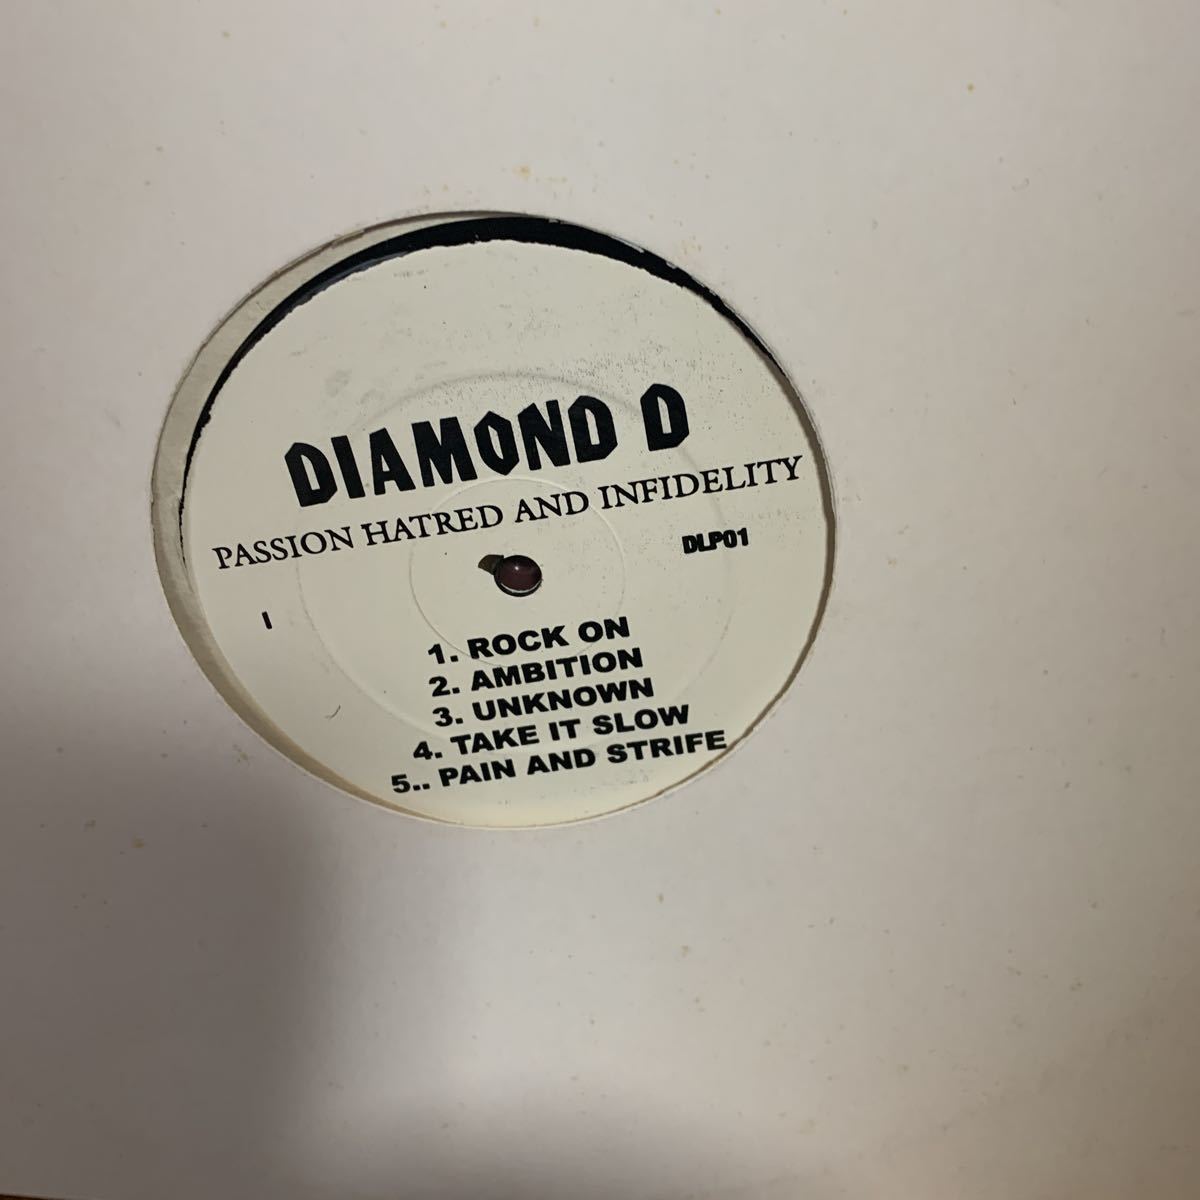 DIAMOND D
PASSION HATRED AND INFIDELITY
DLP01
I
1. ROCK ON
2. AMBITION
3. UNKNOWN
4. TAKE IT SLOW
5.. PAIN AND STRIFE